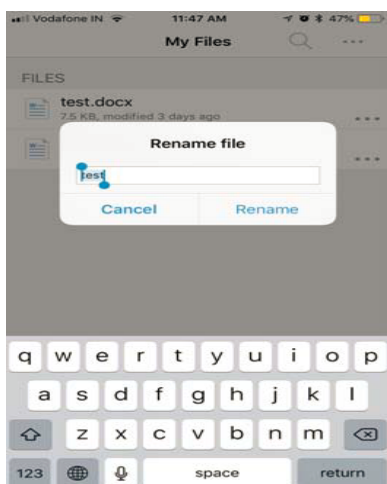 Vodafone IN 11:47 AM 47%
My Files
FILES
test.docx
7.5 KB, modified 3 days ago
Rename file
test
Cancel Rename
q w e r t y u i o p
a s d f g h j k l
z x c v b n m
123 space return